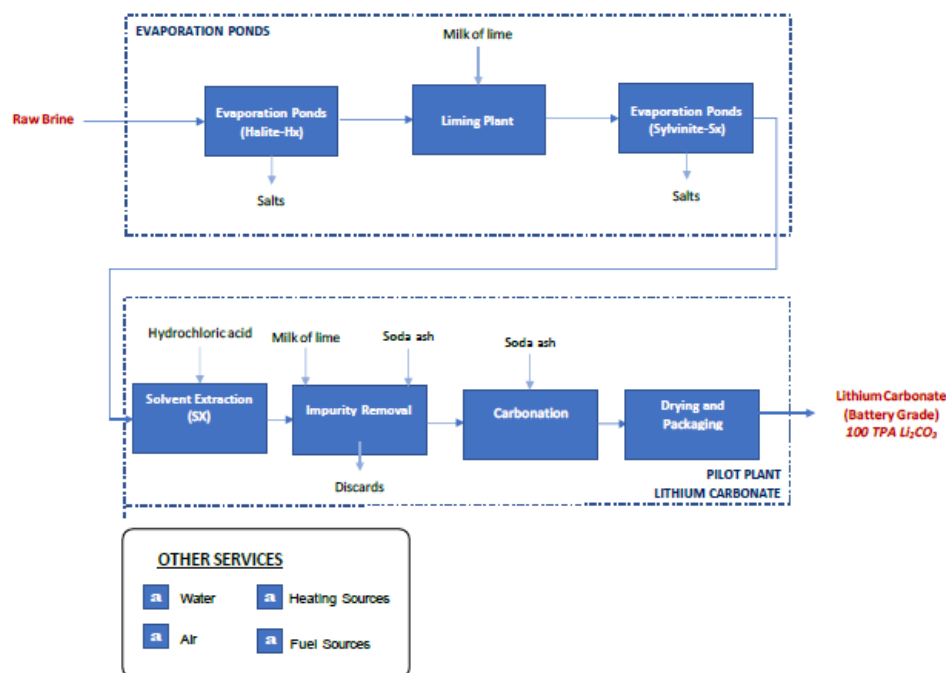 EVAPORATION PONDS
Milk of lime
Raw Brine
Evaporation Ponds
(Halite-Hx)
Liming Plant
Evaporation Ponds
(Sylvinite-Sx)
Salts
Salts
Hydrochloric acid
Milk of lime
Soda ash
Soda ash
Solvent Extraction
(SX)
Impurity Removal
Carbonation
Drying and
Packaging
Lithium Carbonate
(Battery Grade)
100 TPA Li₂CO₃
Discards
PILOT PLANT
LITHIUM CARBONATE
OTHER SERVICES
a Water
a Heating Sources
a Air
a Fuel Sources